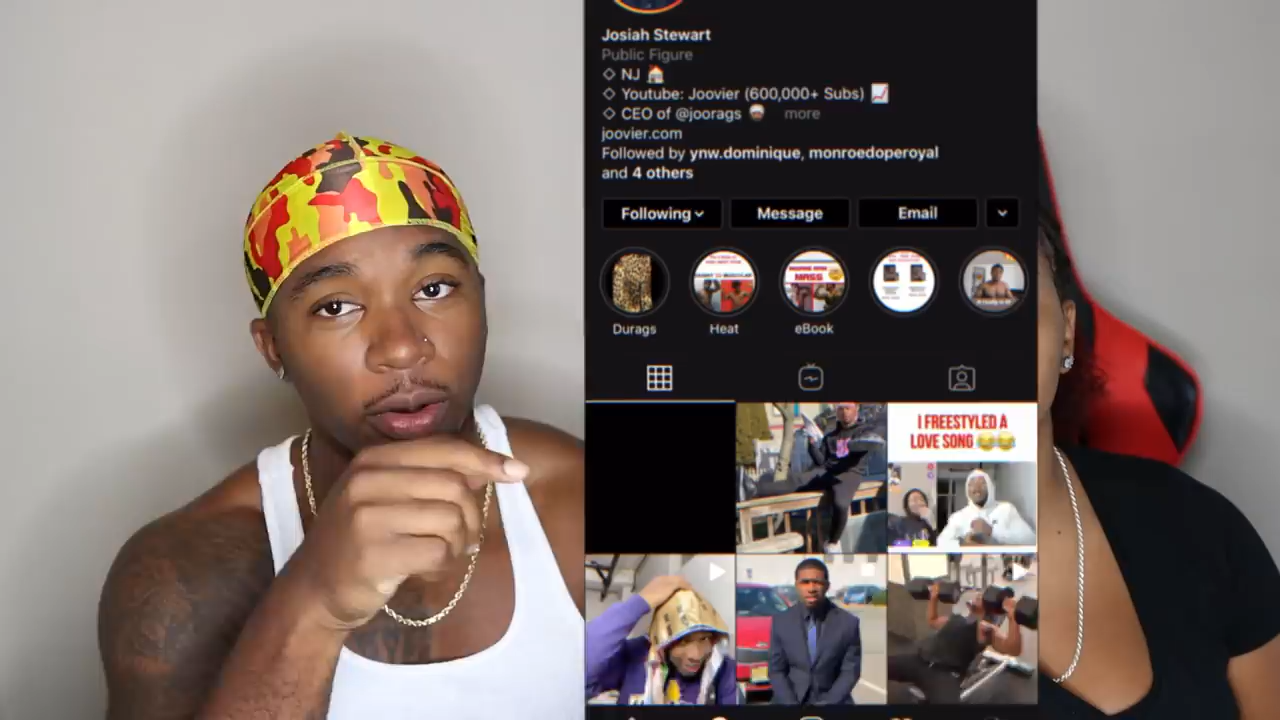 Josiah Stewart
Public Figure
◇ NJ 🏠
◇ Youtube: Joovier (600,000+ Subs) 📈
◇ CEO of @joorags 👳🏾 more
joovier.com
Followed by ynw.dominique, monroedoperoyal
and 4 others
Following
Message
Email
Durags
Heat
eBook
I FREESTYLED A
LOVE SONG 😂😂